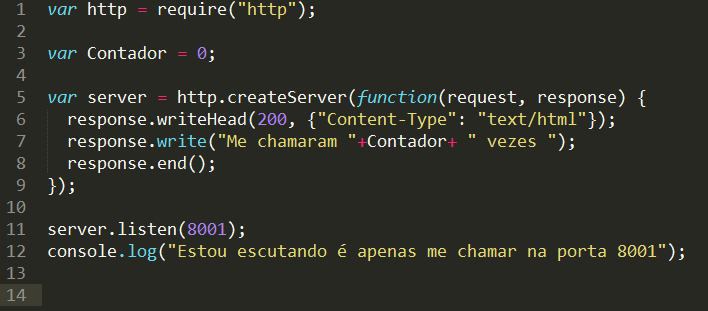 1 var http = require("http");
2
3 var Contador = 0;
4
5 var server = http.createServer(function(request, response) {
6   response.writeHead(200, {"Content-Type": "text/html"});
7   response.write("Me chamaram "+Contador+ " vezes ");
8   response.end();
9 });
10
11 server.listen(8001);
12 console.log("Estou escutando é apenas me chamar na porta 8001");
13
14